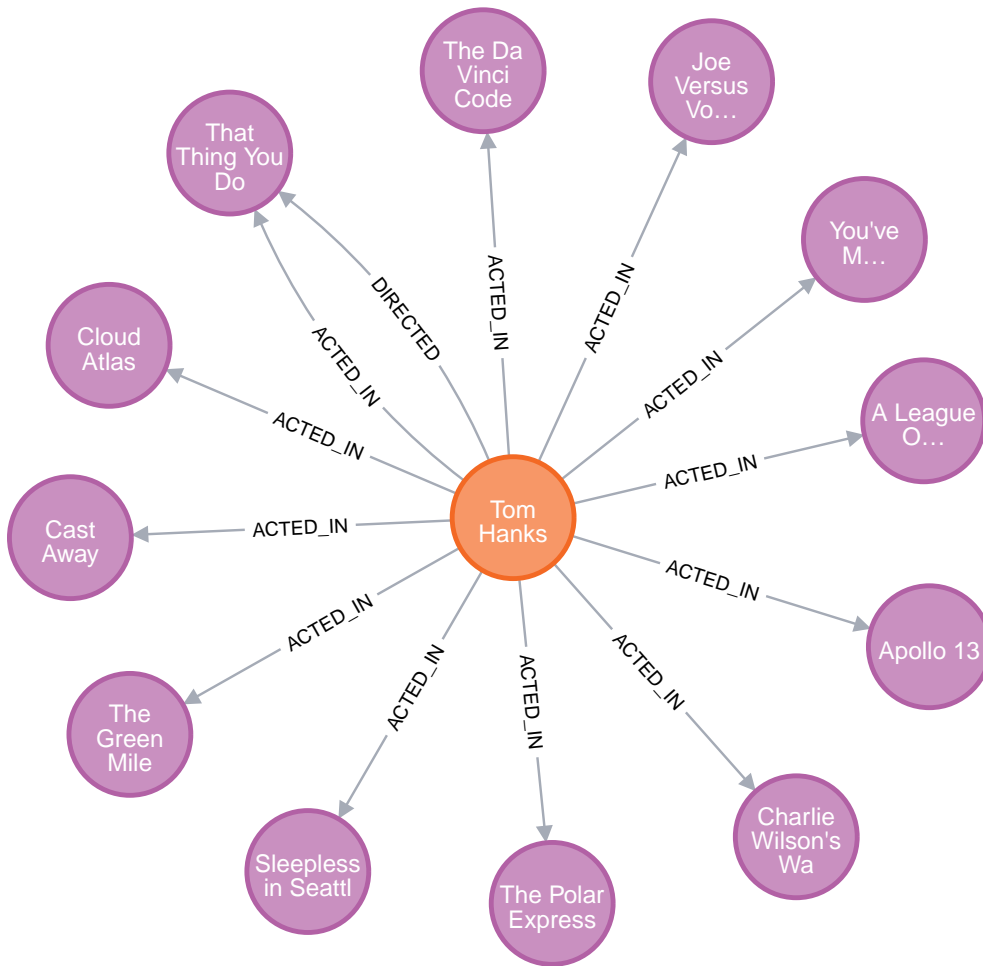 The Da
Vinci
Code
Joe
Versus
Vo…
That
Thing You
Do
You've
M…
ACTED_IN
DIRECTED
ACTED_IN
ACTED_IN
ACTED_IN
Cloud
Atlas
ACTED_IN
A League
O…
ACTED_IN
ACTED_IN
Tom
Hanks
Cast
Away
ACTED_IN
ACTED_IN
Apollo 13
ACTED_IN
ACTED_IN
ACTED_IN
ACTED_IN
The
Green
Mile
Charlie
Wilson's
Wa
Sleepless
in Seattl
The Polar
Express